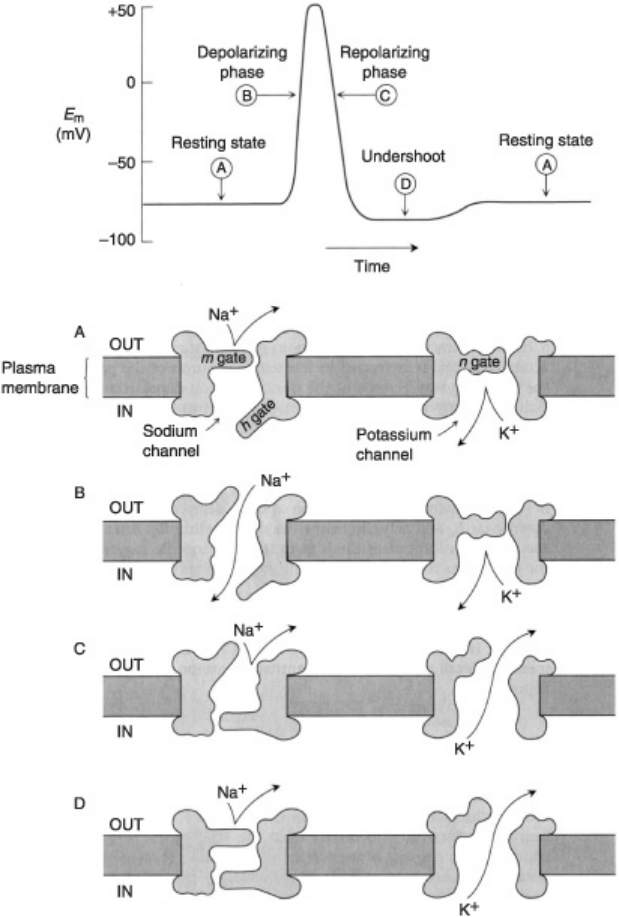 +50
Depolarizing
phase
B
Repolarizing
phase
C
0
Em
(mV)
Resting state
A
−50
Undershoot
D
Resting state
A
−100
Time
A
OUT
Na+
m gate
n gate
Plasma
membrane
IN
h gate
Sodium
channel
Potassium
channel
K+
B
OUT
Na+
IN
K+
C
OUT
Na+
IN
K+
D
OUT
Na+
IN
K+